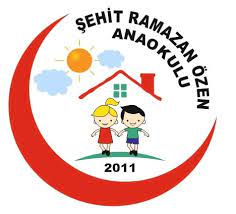 ŞEHİT RAMAZAN ÖZEN
ANAOKULU
2011